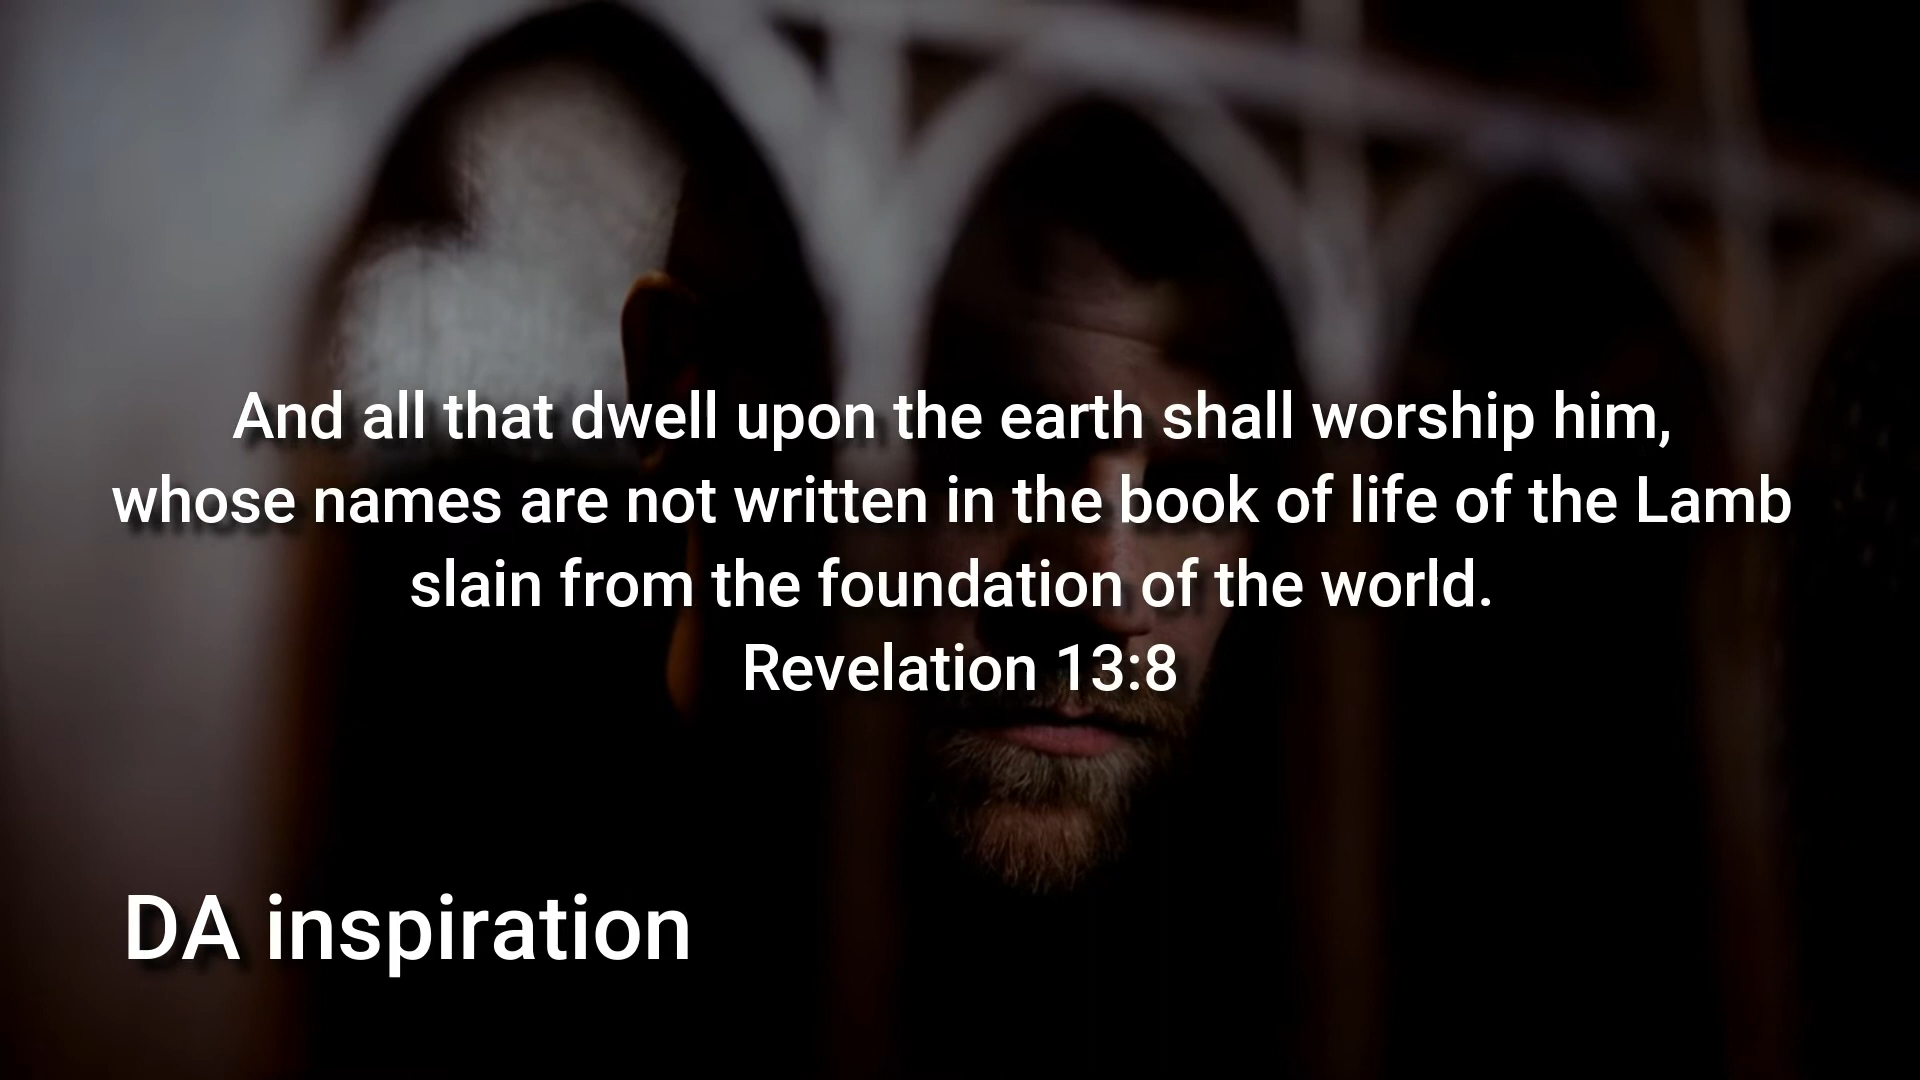 And all that dwell upon the earth shall worship him,
whose names are not written in the book of life of the Lamb
slain from the foundation of the world.
Revelation 13:8
DA inspiration